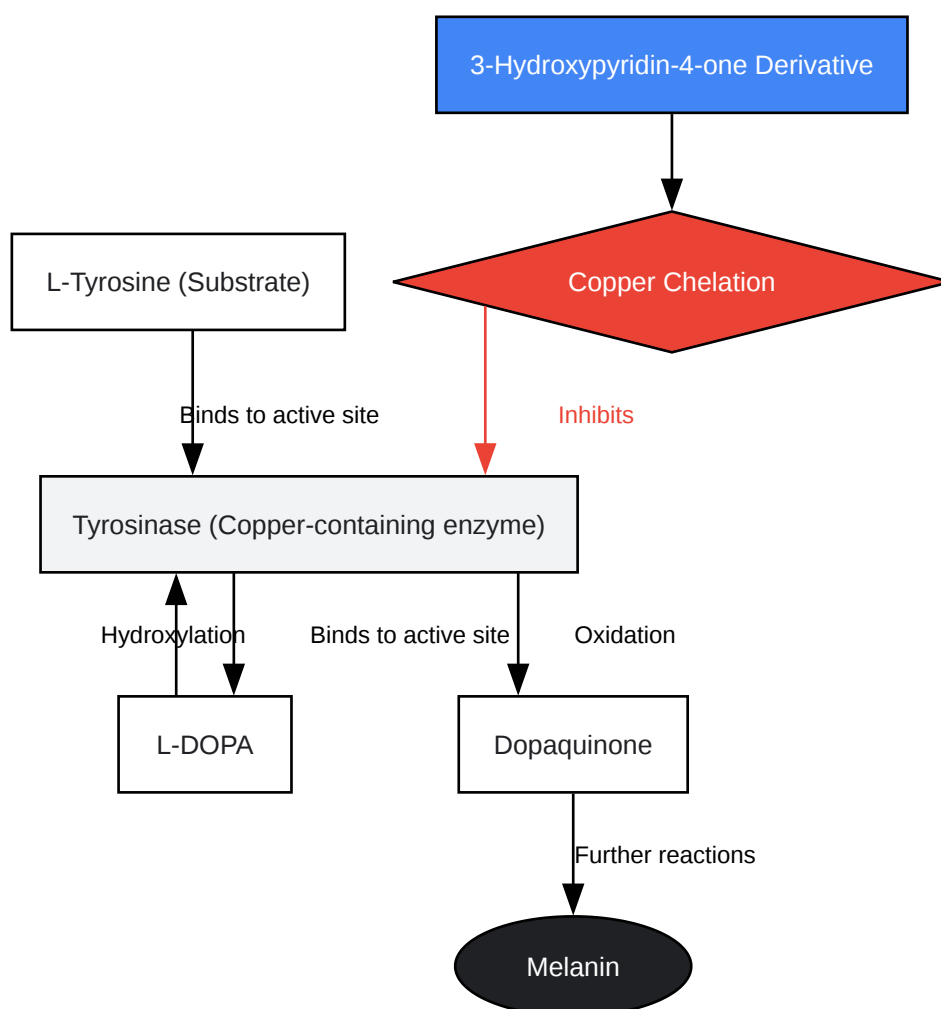 3-Hydroxypyridin-4-one Derivative
L-Tyrosine (Substrate)
Copper Chelation
Binds to active site
Inhibits
Tyrosinase (Copper-containing enzyme)
Hydroxylation
Binds to active site
Oxidation
L-DOPA
Dopaquinone
Further reactions
Melanin